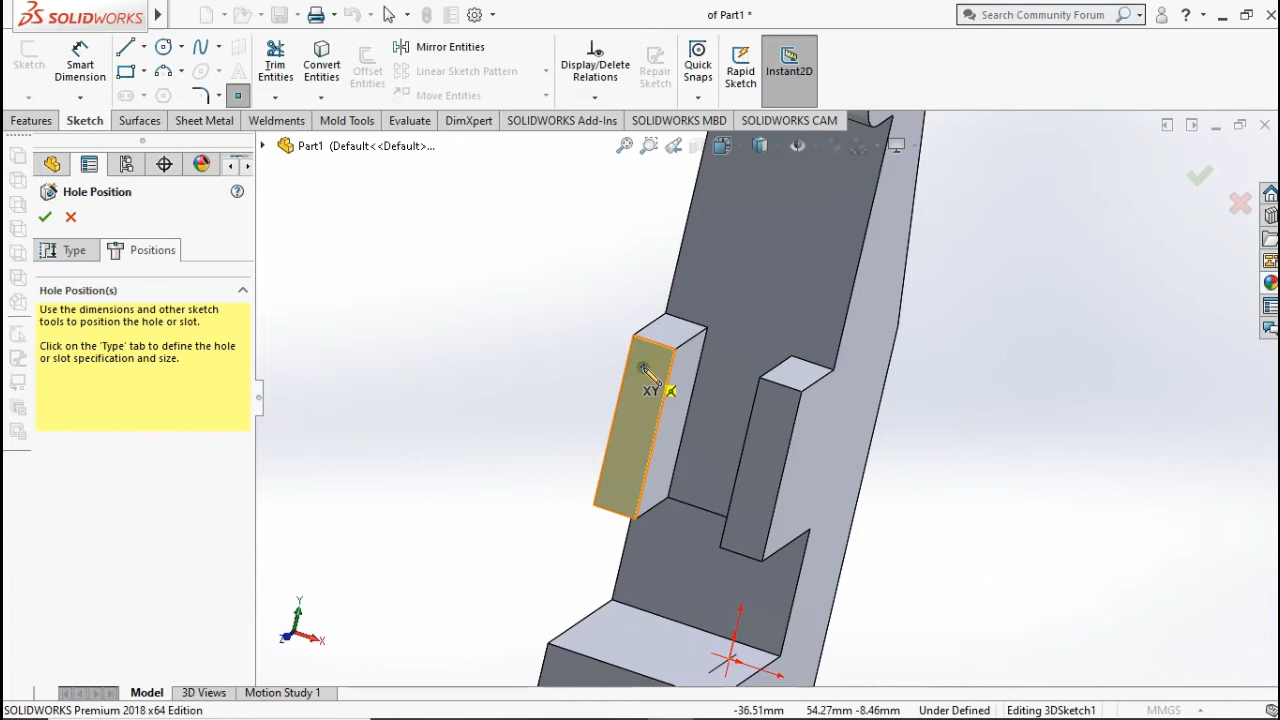 SOLIDWORKS
of Part1 *
Search Community Forum
?
Sketch
Smart Dimension
Trim Entities
Convert Entities
Offset Entities
Mirror Entities
Linear Sketch Pattern
Move Entities
Display/Delete Relations
Repair Sketch
Quick Snaps
Rapid Sketch
Instant2D
Features
Sketch
Surfaces
Sheet Metal
Weldments
Mold Tools
Evaluate
DimXpert
SOLIDWORKS Add-Ins
SOLIDWORKS MBD
SOLIDWORKS CAM
Part1 (Default<<Default>...
Hole Position
?
Type
Positions
Hole Position(s)
Use the dimensions and other sketch
tools to position the hole or slot.
Click on the 'Type' tab to define the hole
or slot specification and size.
XY
Y
X
Z
Model
3D Views
Motion Study 1
SOLIDWORKS Premium 2018 x64 Edition
-36.51mm
54.27mm -8.46mm
Under Defined
Editing 3DSketch1
MMGS